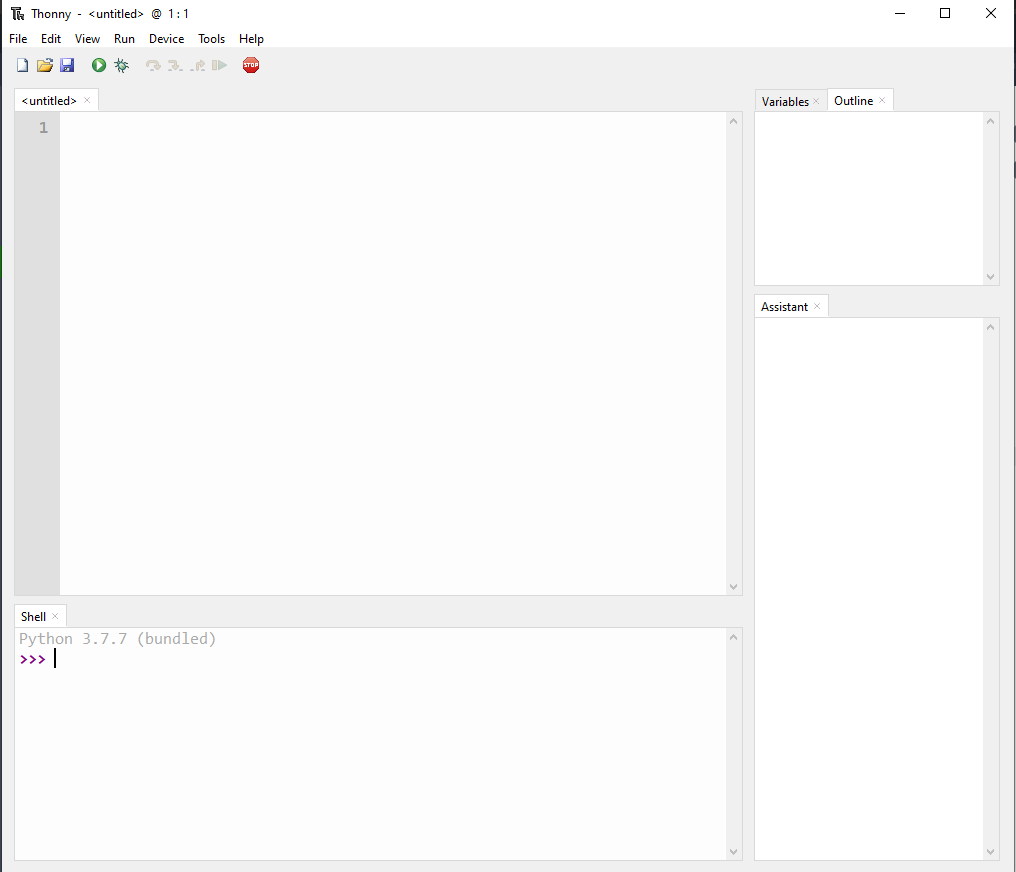 Thonny - <untitled> @ 1 : 1
File Edit View Run Device Tools Help
STOP
<untitled>
1
Variables Outline
Assistant
Shell
Python 3.7.7 (bundled)
>>>